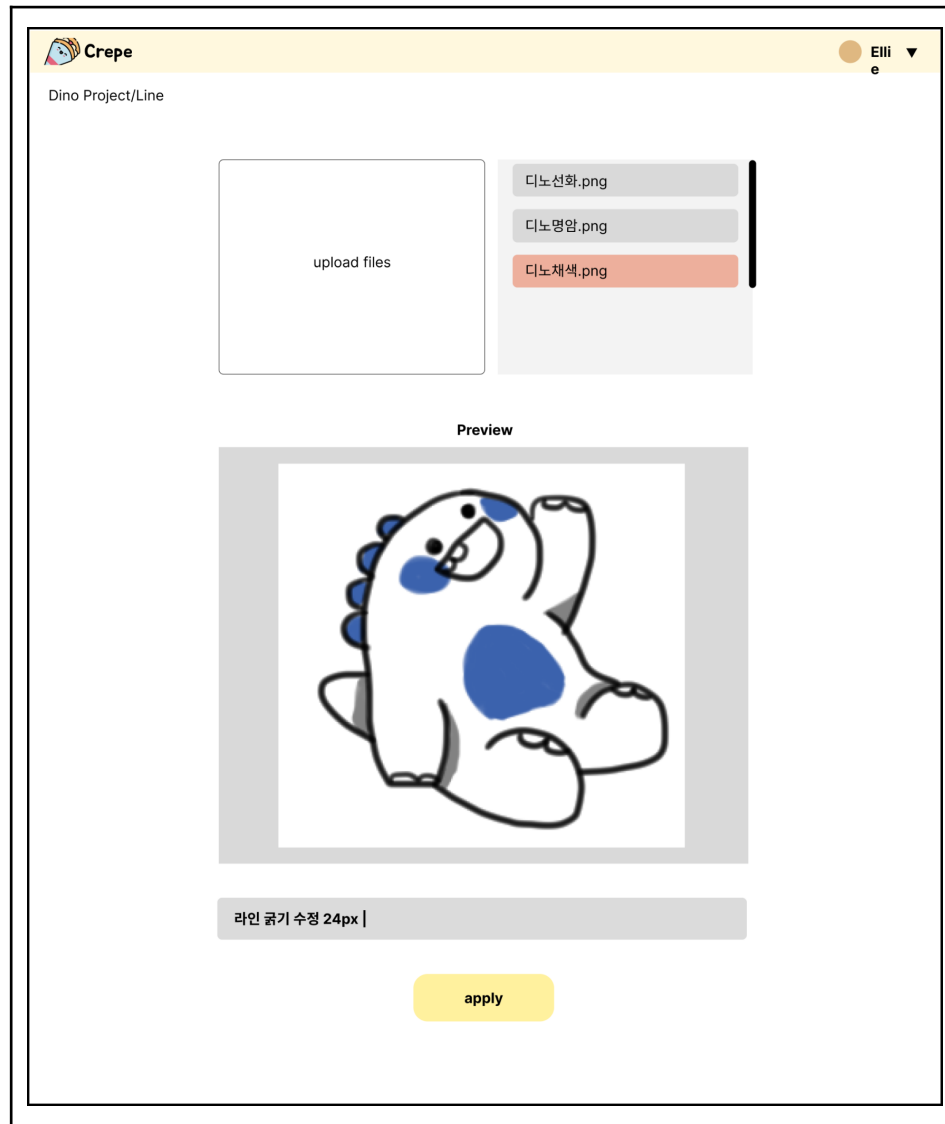 Crepe
Elli
e
▼
Dino Project/Line
upload files
디노선화.png
디노명암.png
디노채색.png
Preview
라인 굵기 수정 24px |
apply